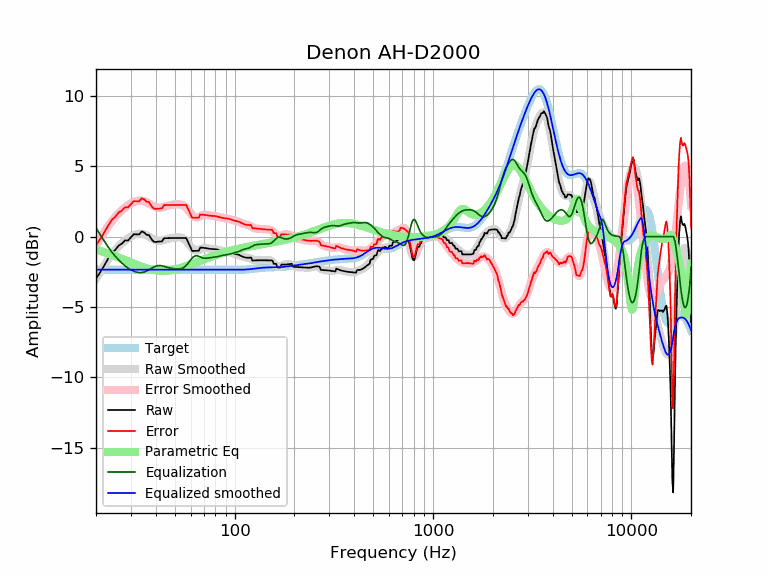 Denon AH-D2000
10
5
0
−5
−10
−15
Amplitude (dBr)
Target
Raw Smoothed
Error Smoothed
Raw
Error
Parametric Eq
Equalization
Equalized smoothed
100
1000
10000
Frequency (Hz)